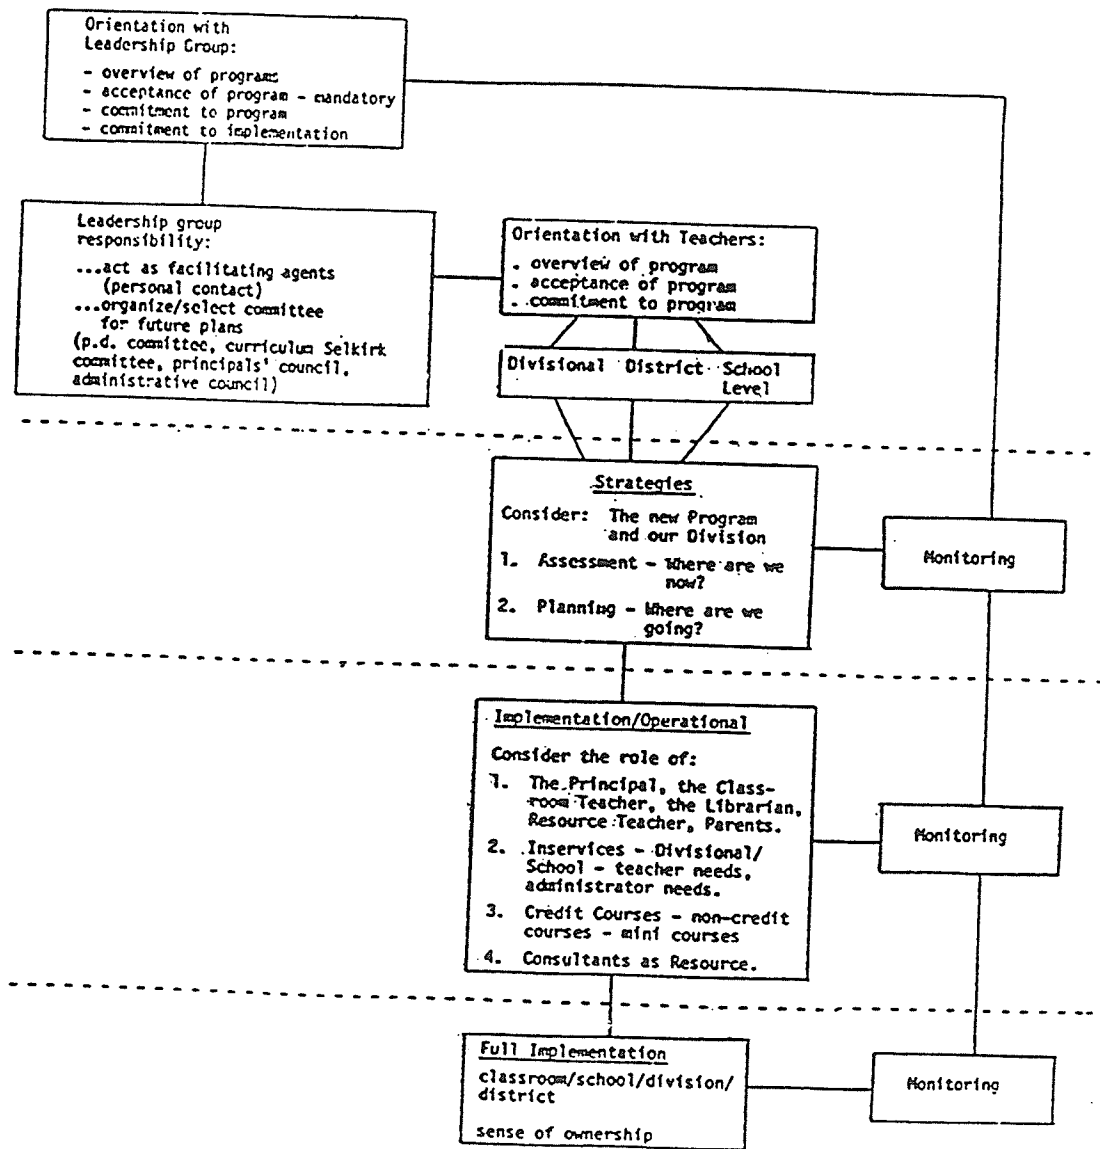 Orientation with
Leadership Group:
- overview of programs
- acceptance of program - mandatory
- commitment to program
- commitment to implementation
Leadership group
responsibility:
...act as facilitating agents
(personal contact)
...organize/select committee
for future plans
(p.d. committee, curriculum Selkirk
committee, principals' council,
administrative council)
Orientation with Teachers:
. overview of program
. acceptance of program
. commitment to program
Divisional District School
Level
Strategies
Consider: The new Program
and our Division
1. Assessment - Where are we
now?
2. Planning - Where are we
going?
Monitoring
Implementation/Operational
Consider the role of:
1. The Principal, the Class-
room Teacher, the Librarian,
Resource Teacher, Parents.
2. Inservices - Divisional/
School - teacher needs,
administrator needs.
3. Credit Courses - non-credit
courses - mini courses
4. Consultants as Resource.
Monitoring
Full Implementation
classroom/school/division/
district
sense of ownership
Monitoring